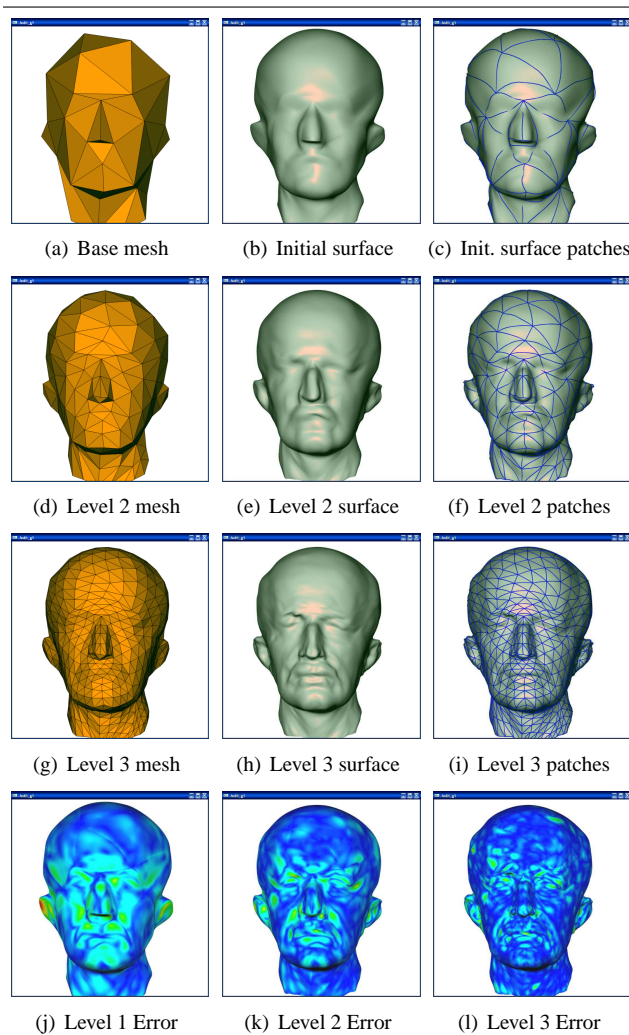 (a) Base mesh
(b) Initial surface
(c) Init. surface patches
(d) Level 2 mesh
(e) Level 2 surface
(f) Level 2 patches
(g) Level 3 mesh
(h) Level 3 surface
(i) Level 3 patches
(j) Level 1 Error
(k) Level 2 Error
(l) Level 3 Error